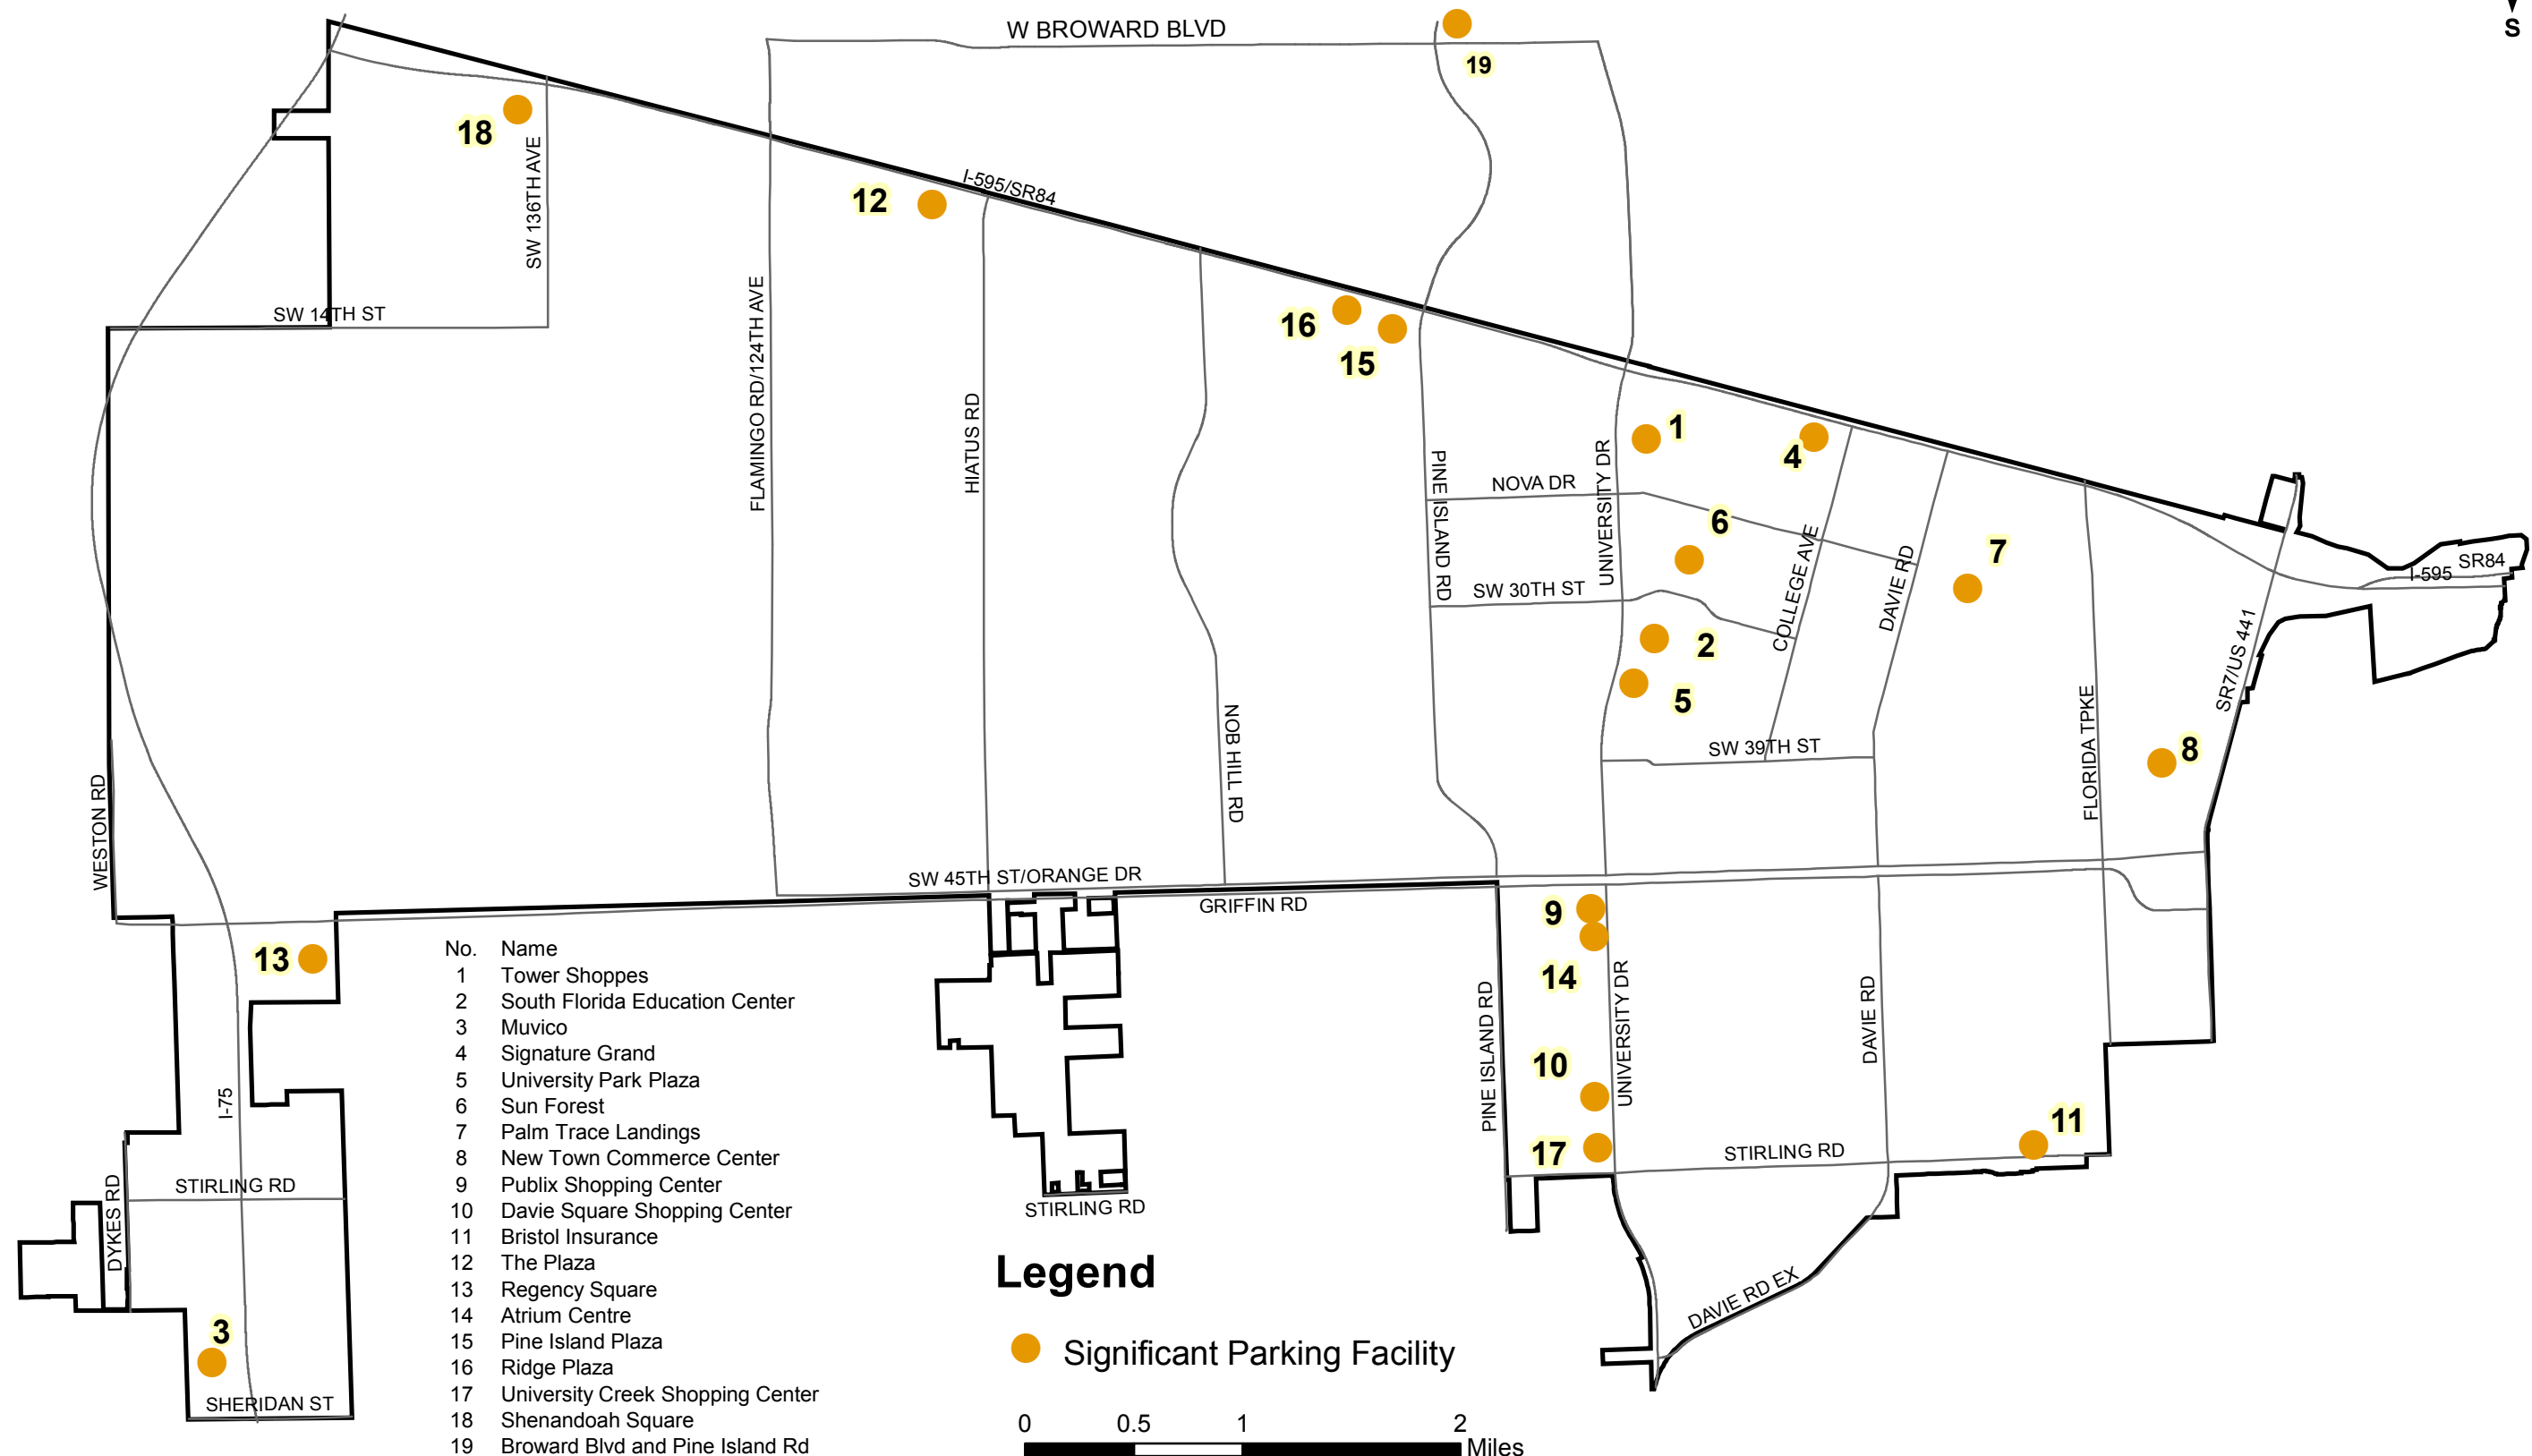 S
W BROWARD BLVD
19
18
SW 136TH AVE
12
I-595/SR84
SW 14TH ST
FLAMINGO RD/124TH AVE
16
15
HIATUS RD
1
4
PINE ISLAND RD
NOVA DR
UNIVERSITY DR
6
COLLEGE AVE
DAVIE RD
7
SR84
I-595
SW 30TH ST
2
5
SR7/US 441
NOB HILL RD
SW 39TH ST
FLORIDA TPKE
8
WESTON RD
SW 45TH ST/ORANGE DR
GRIFFIN RD
9
13
14
PINE ISLAND RD
UNIVERSITY DR
DAVIE RD
10
11
17
STIRLING RD
I-75
STIRLING RD
DYKES RD
STIRLING RD
DAVIE RD EX
3
SHERIDAN ST
No. Name
1 Tower Shoppes
2 South Florida Education Center
3 Muvico
4 Signature Grand
5 University Park Plaza
6 Sun Forest
7 Palm Trace Landings
8 New Town Commerce Center
9 Publix Shopping Center
10 Davie Square Shopping Center
11 Bristol Insurance
12 The Plaza
13 Regency Square
14 Atrium Centre
15 Pine Island Plaza
16 Ridge Plaza
17 University Creek Shopping Center
18 Shenandoah Square
19 Broward Blvd and Pine Island Rd
Legend
Significant Parking Facility
0 0.5 1 2
Miles